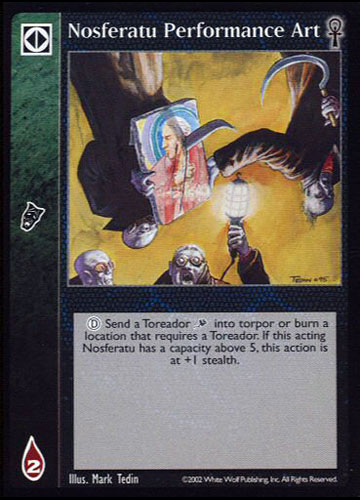 Nosferatu Performance Art
TEDIN ©95
D Send a Toreador into torpor or burn a
location that requires a Toreador. If this acting
Nosferatu has a capacity above 5, this action is
at +1 stealth.
2
Illus. Mark Tedin
©2002 White Wolf Publishing, Inc. All Rights Reserved.